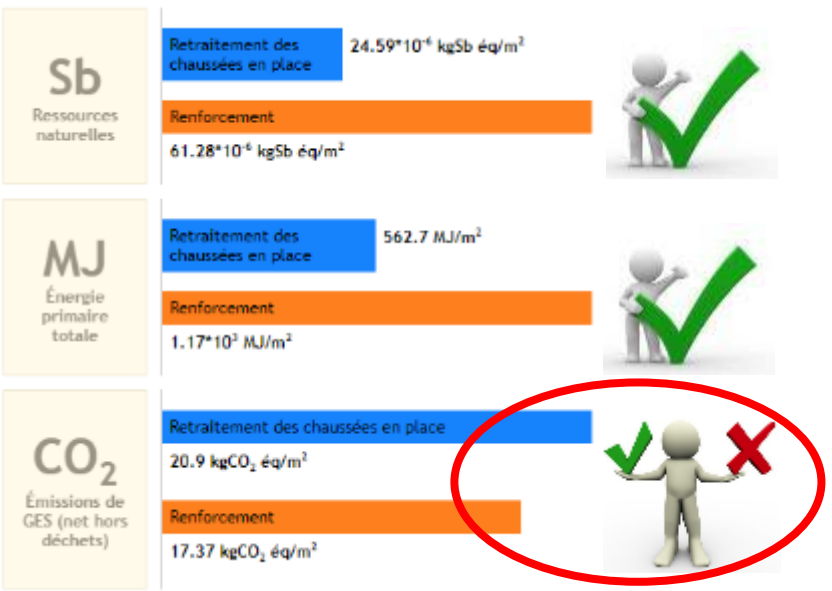 Sb
Ressources
naturelles
Retraitement des
chaussées en place
24.59*10⁻⁶ kgSb éq/m²
Renforcement
61.28*10⁻⁶ kgSb éq/m²
MJ
Énergie
primaire
totale
Retraitement des
chaussées en place
562.7 MJ/m²
Renforcement
1.17*10³ MJ/m²
CO₂
Émissions de
GES (net hors
déchets)
Retraitement des chaussées en place
20.9 kgCO₂ éq/m²
Renforcement
17.37 kgCO₂ éq/m²